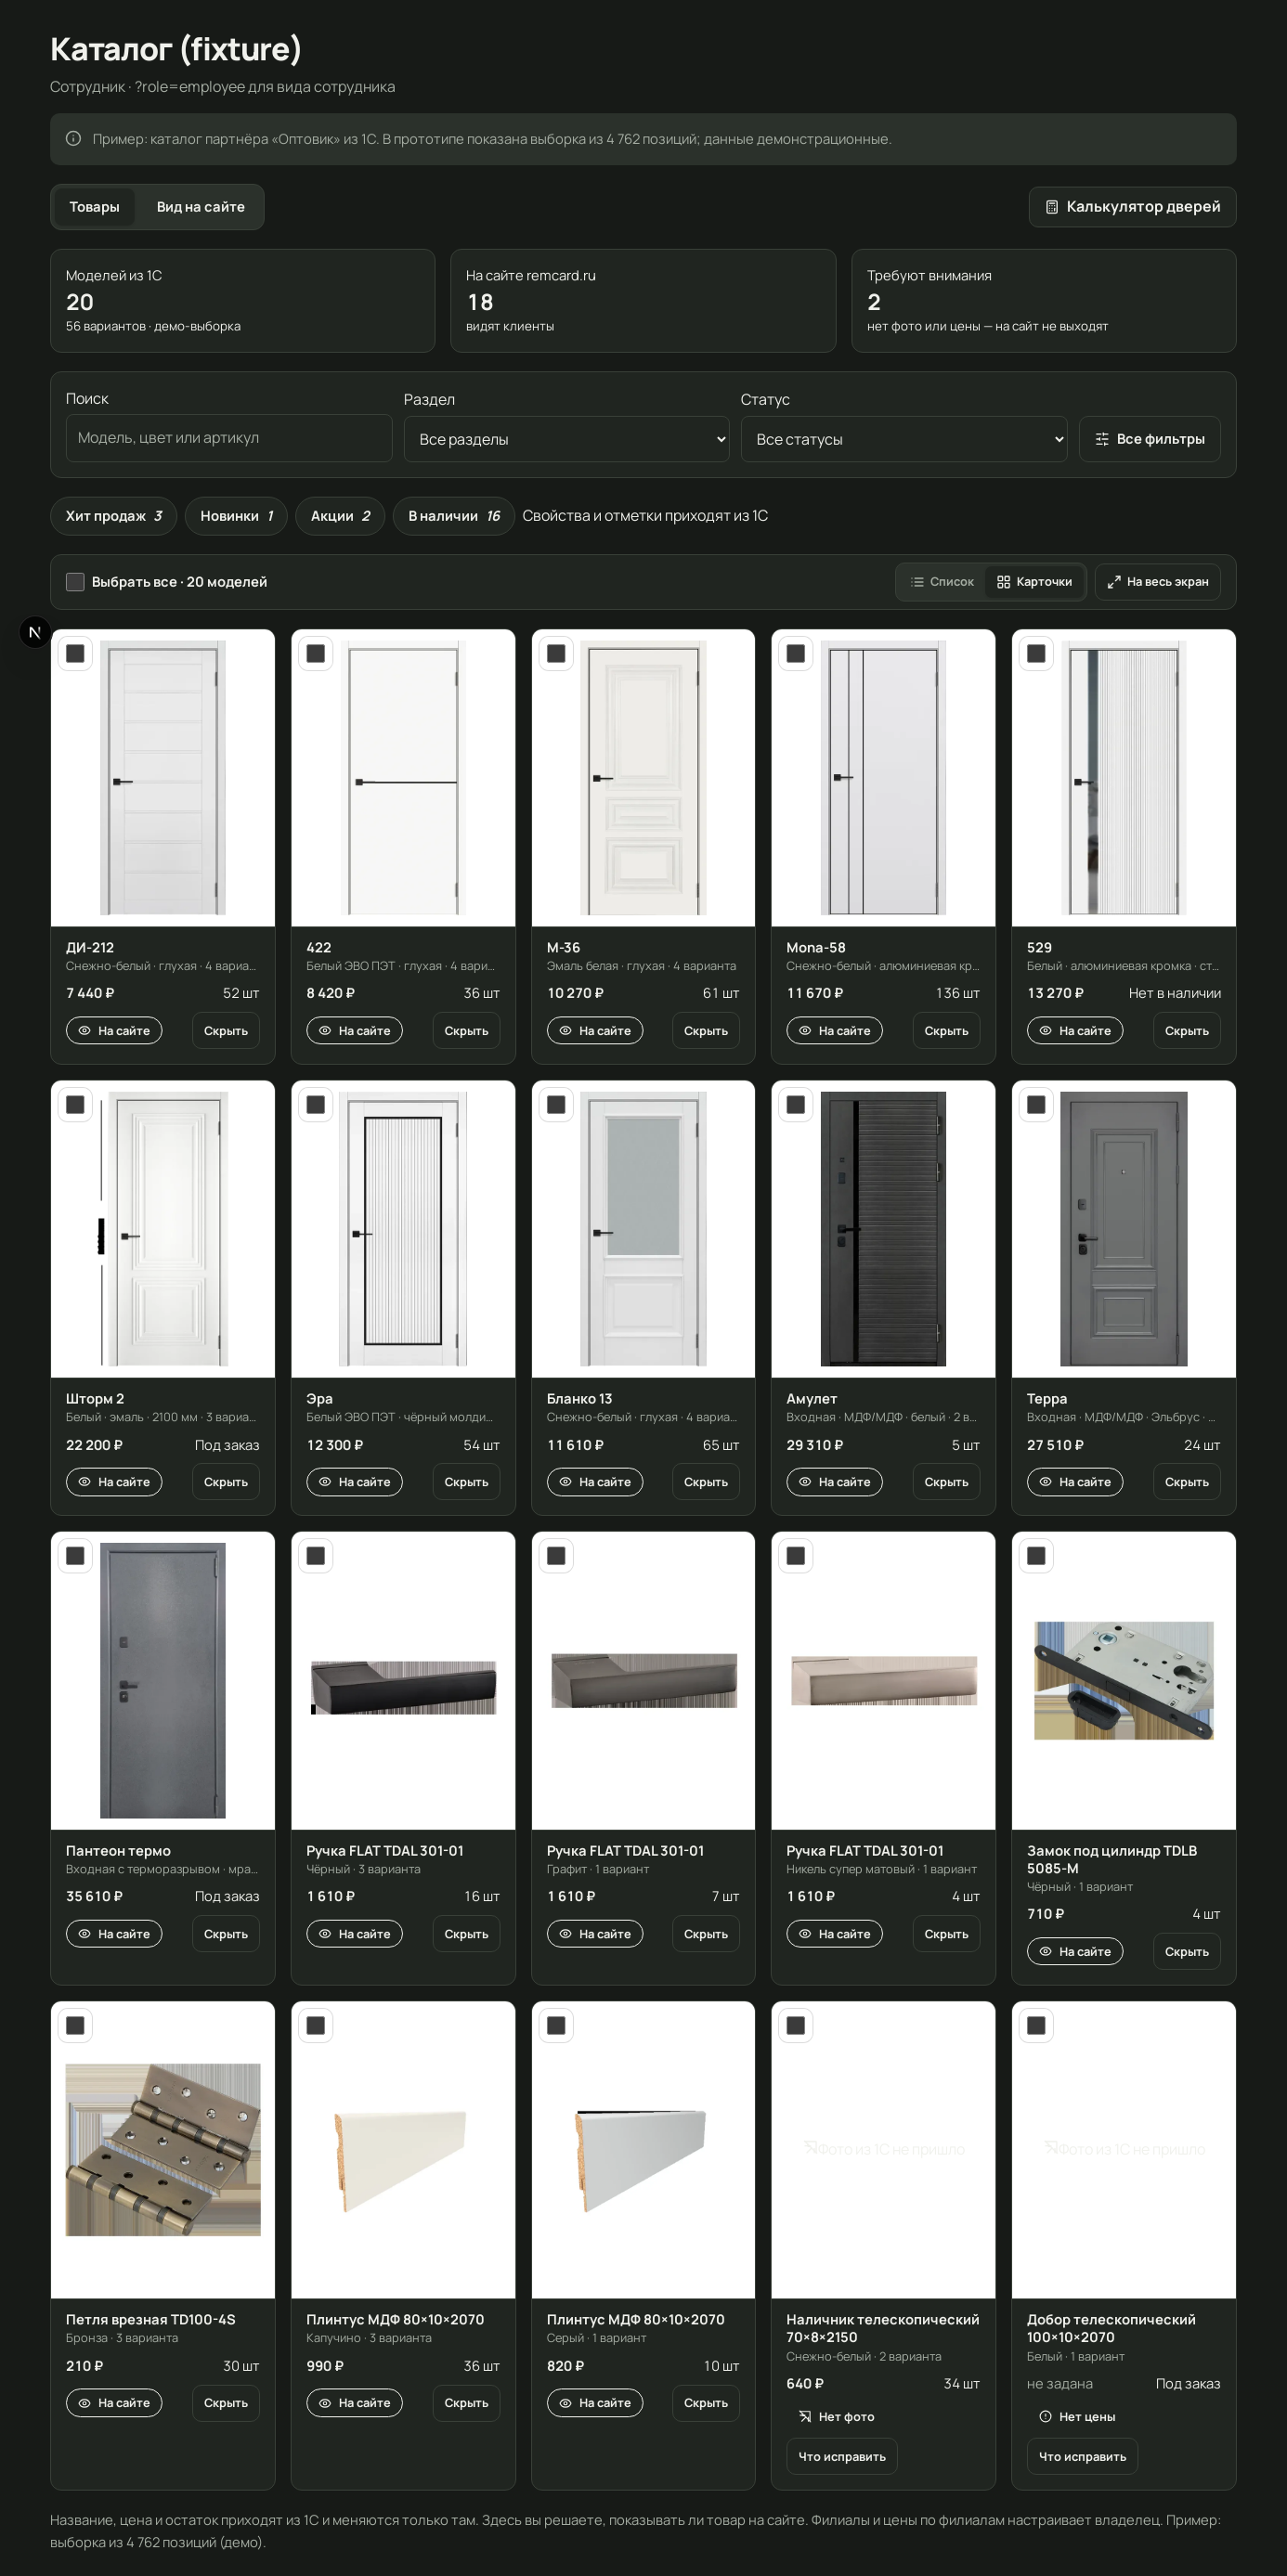 Каталог (fixture)
Сотрудник · ?role=employee для вида сотрудника
Пример: каталог партнёра «Оптовик» из 1С. В прототипе показана выборка из 4 762 позиций; данные демонстрационные.
Товары
Вид на сайте
Калькулятор дверей
Моделей из 1С
20
56 вариантов · демо-выборка
На сайте remcard.ru
18
видят клиенты
Требуют внимания
2
нет фото или цены — на сайт не выходят
Поиск
Модель, цвет или артикул
Раздел
Все разделы
Статус
Все статусы
Все фильтры
Хит продаж 3
Новинки 1
Акции 2
В наличии 16
Свойства и отметки приходят из 1С
Выбрать все · 20 моделей
Список
Карточки
На весь экран
N
ДИ-212
Снежно-белый · глухая · 4 вариа...
7 440 ₽
52 шт
На сайте
Скрыть
422
Белый ЭВО ПЭТ · глухая · 4 вари...
8 420 ₽
36 шт
На сайте
Скрыть
М-36
Эмаль белая · глухая · 4 варианта
10 270 ₽
61 шт
На сайте
Скрыть
Mona-58
Снежно-белый · алюминиевая кр...
11 670 ₽
136 шт
На сайте
Скрыть
529
Белый · алюминиевая кромка · ст...
13 270 ₽
Нет в наличии
На сайте
Скрыть
Шторм 2
Белый · эмаль · 2100 мм · 3 вариа...
22 200 ₽
Под заказ
На сайте
Скрыть
Эра
Белый ЭВО ПЭТ · чёрный молди...
12 300 ₽
54 шт
На сайте
Скрыть
Бланко 13
Снежно-белый · глухая · 4 вариа...
11 610 ₽
65 шт
На сайте
Скрыть
Амулет
Входная · МДФ/МДФ · белый · 2 в...
29 310 ₽
5 шт
На сайте
Скрыть
Терра
Входная · МДФ/МДФ · Эльбрус · ...
27 510 ₽
24 шт
На сайте
Скрыть
Пантеон термо
Входная с терморазрывом · мра...
35 610 ₽
Под заказ
На сайте
Скрыть
Ручка FLAT TDAL 301-01
Чёрный · 3 варианта
1 610 ₽
16 шт
На сайте
Скрыть
Ручка FLAT TDAL 301-01
Графит · 1 вариант
1 610 ₽
7 шт
На сайте
Скрыть
Ручка FLAT TDAL 301-01
Никель супер матовый · 1 вариант
1 610 ₽
4 шт
На сайте
Скрыть
Замок под цилиндр TDLB
5085-M
Чёрный · 1 вариант
710 ₽
4 шт
На сайте
Скрыть
Петля врезная TD100-4S
Бронза · 3 варианта
210 ₽
30 шт
На сайте
Скрыть
Плинтус МДФ 80×10×2070
Капучино · 3 варианта
990 ₽
36 шт
На сайте
Скрыть
Плинтус МДФ 80×10×2070
Серый · 1 вариант
820 ₽
10 шт
На сайте
Скрыть
Фото из 1С не пришло
Наличник телескопический
70×8×2150
Снежно-белый · 2 варианта
640 ₽
34 шт
Нет фото
Что исправить
Фото из 1С не пришло
Добор телескопический
100×10×2070
Белый · 1 вариант
не задана
Под заказ
Нет цены
Что исправить
Название, цена и остаток приходят из 1С и меняются только там. Здесь вы решаете, показывать ли товар на сайте. Филиалы и цены по филиалам настраивает владелец. Пример:
выборка из 4 762 позиций (демо).